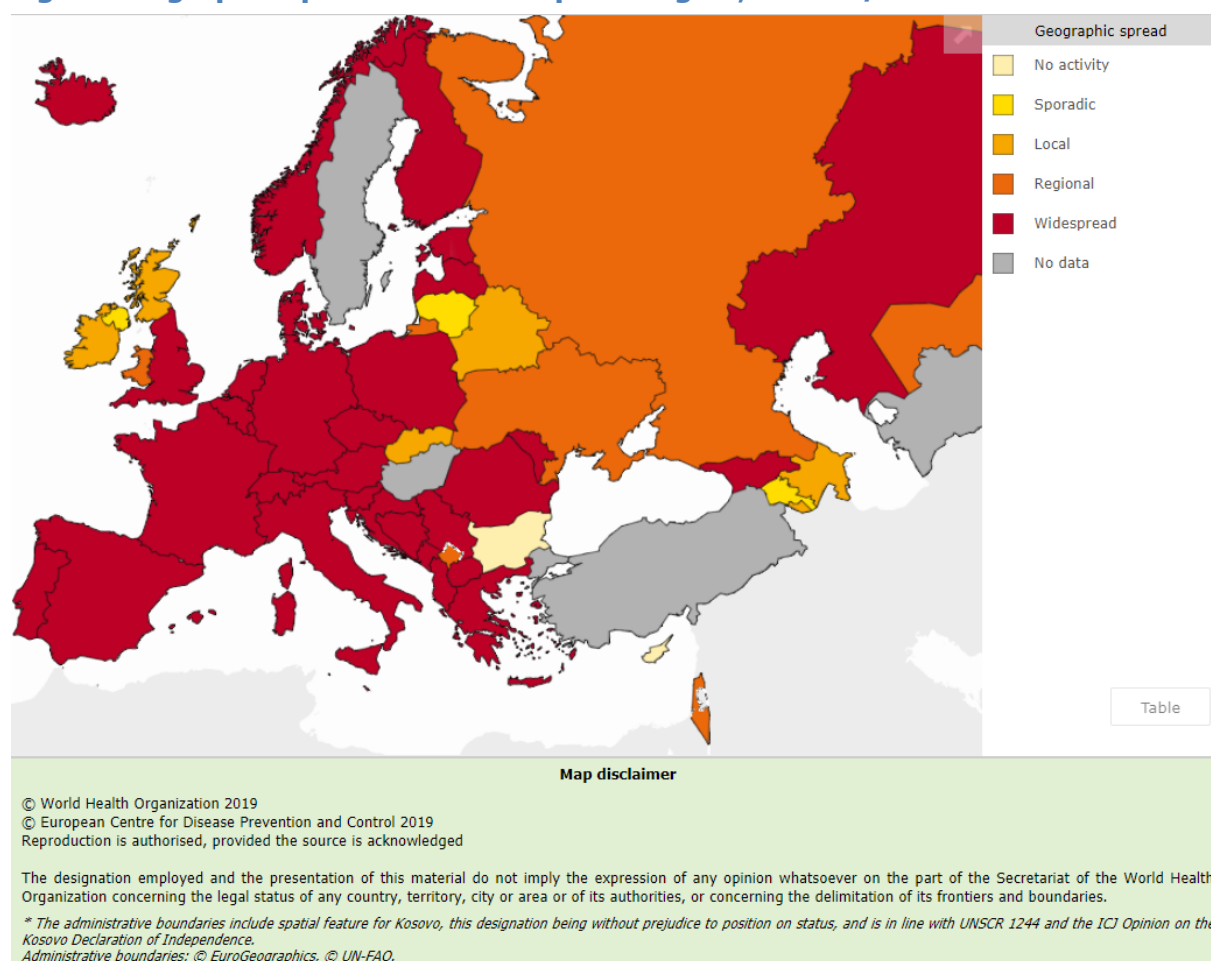 Geographic spread
No activity
Sporadic
Local
Regional
Widespread
No data
Table
Map disclaimer
© World Health Organization 2019
© European Centre for Disease Prevention and Control 2019
Reproduction is authorised, provided the source is acknowledged
The designation employed and the presentation of this material do not imply the expression of any opinion whatsoever on the part of the Secretariat of the World Health
Organization concerning the legal status of any country, territory, city or area or of its authorities, or concerning the delimitation of its frontiers and boundaries.
* The administrative boundaries include spatial feature for Kosovo, this designation being without prejudice to position on status, and is in line with UNSCR 1244 and the ICJ Opinion on the
Kosovo Declaration of Independence.
Administrative boundaries: © EuroGeographics, © UN-FAO.